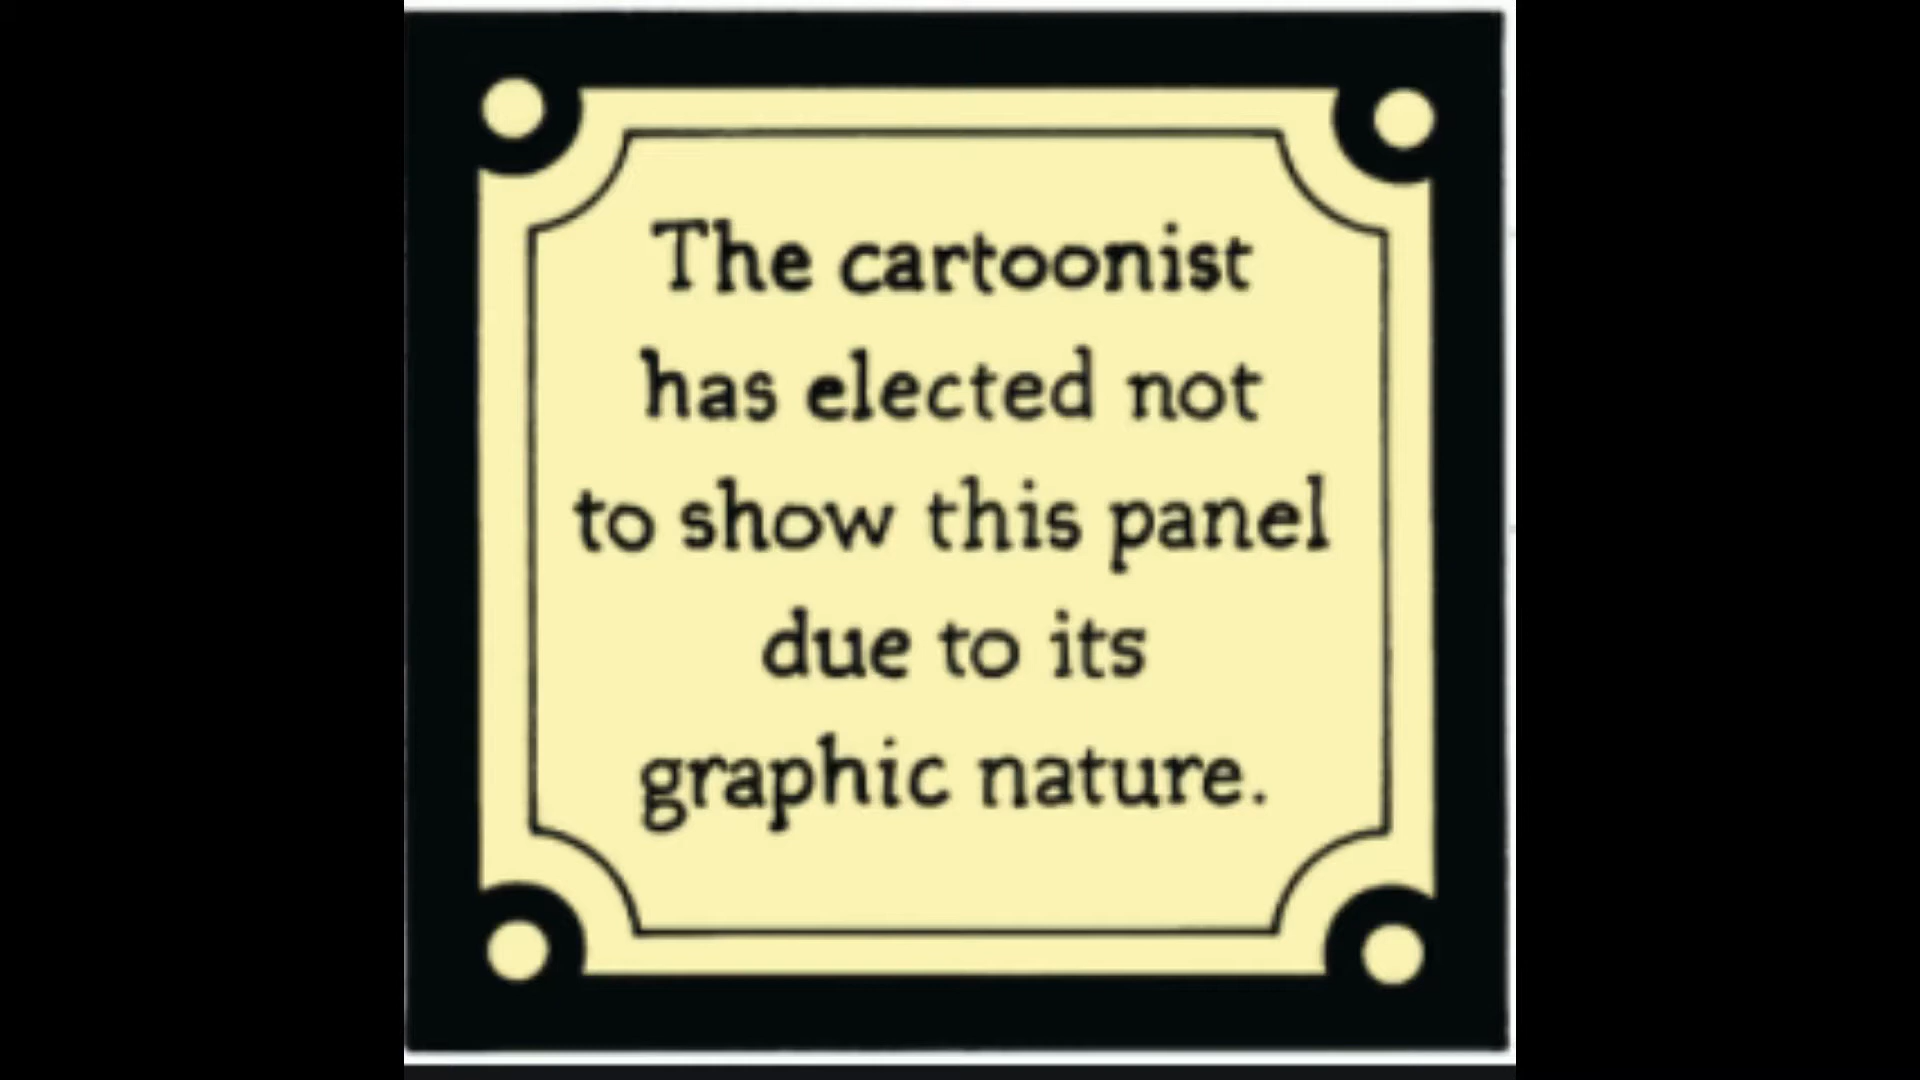 The cartoonist
has elected not
to show this panel
due to its
graphic nature.